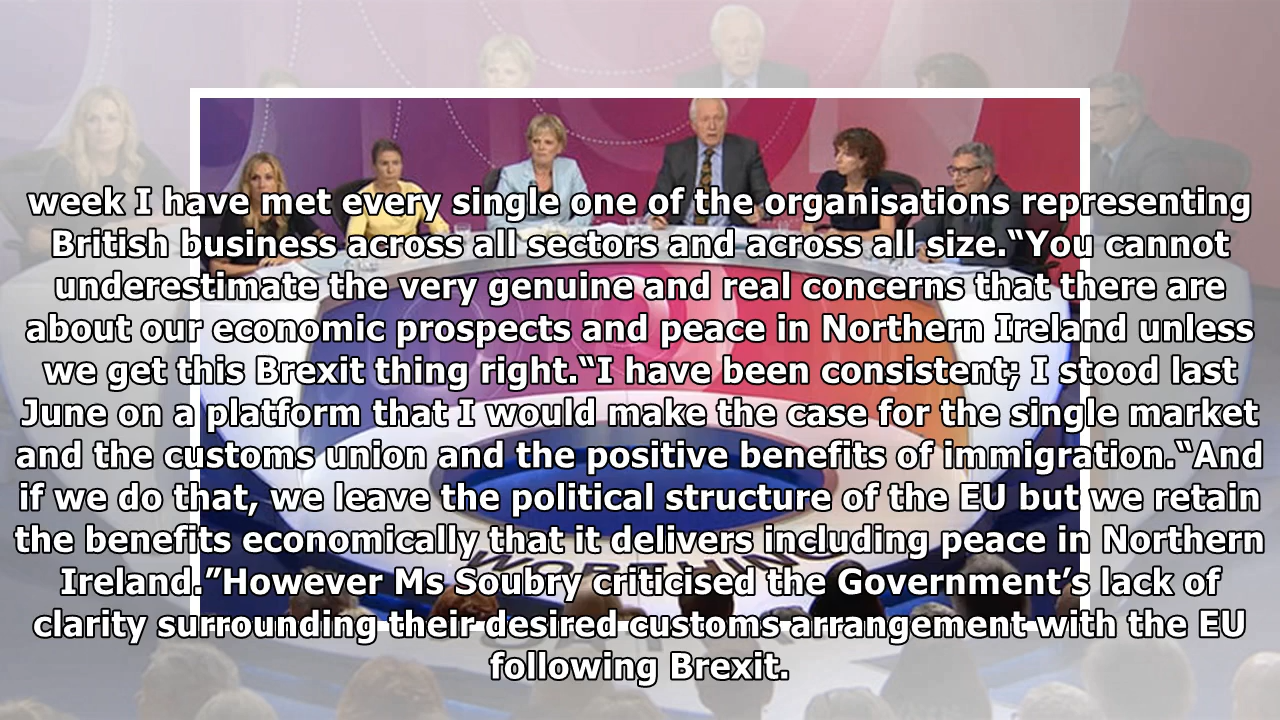 week I have met every single one of the organisations representing
British business across all sectors and across all size.“You cannot
underestimate the very genuine and real concerns that there are
about our economic prospects and peace in Northern Ireland unless
we get this Brexit thing right.“I have been consistent; I stood last
June on a platform that I would make the case for the single market
and the customs union and the positive benefits of immigration.“And
if we do that, we leave the political structure of the EU but we retain
the benefits economically that it delivers including peace in Northern
Ireland.”However Ms Soubry criticised the Government’s lack of
clarity surrounding their desired customs arrangement with the EU
following Brexit.
WORTHING